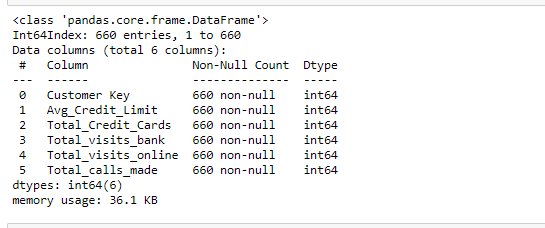 <class 'pandas.core.frame.DataFrame'>
Int64Index: 660 entries, 1 to 660
Data columns (total 6 columns):
 #   Column               Non-Null Count  Dtype
---  ------               --------------  -----
 0   Customer Key         660 non-null    int64
 1   Avg_Credit_Limit     660 non-null    int64
 2   Total_Credit_Cards   660 non-null    int64
 3   Total_visits_bank    660 non-null    int64
 4   Total_visits_online  660 non-null    int64
 5   Total_calls_made     660 non-null    int64
dtypes: int64(6)
memory usage: 36.1 KB